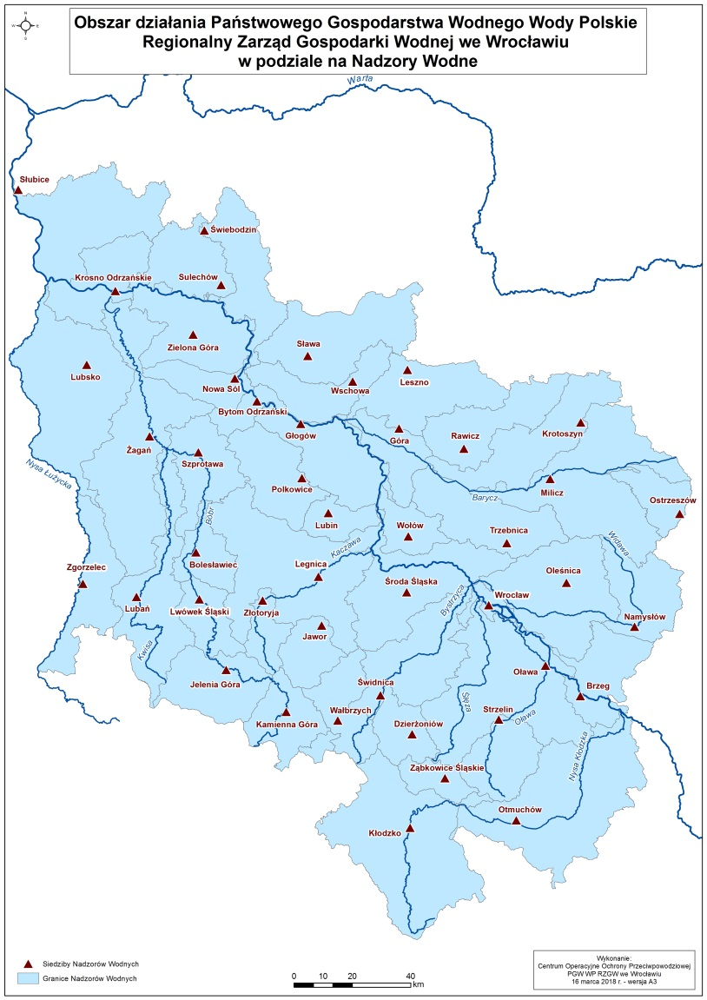 Obszar działania Państwowego Gospodarstwa Wodnego Wody Polskie
Regionalny Zarząd Gospodarki Wodnej we Wrocławiu
w podziale na Nadzory Wodne
N
W
E
S
Warta
Słubice
Świebodzin
Krosno Odrzańskie
Sulechów
Zielona Góra
Sława
Lubsko
Nowa Sól
Wschowa
Leszno
Bytom Odrzański
Głogów
Góra
Rawicz
Krotoszyn
Żagań
Szprotawa
Nysa Łużycka
Polkowice
Barycz
Milicz
Ostrzeszów
Bóbr
Lubin
Wołów
Trzebnica
Widawa
Kaczawa
Bolesławiec
Legnica
Zgorzelec
Środa Śląska
Oleśnica
Wrocław
Bystrzyca
Lubań
Lwówek Śląski
Złotoryja
Namysłów
Jawor
Kwisa
Oława
Jelenia Góra
Świdnica
Brzeg
Ślęza
Strzelin
Oława
Kamienna Góra
Wałbrzych
Dzierżoniów
Nysa Kłodzka
Ząbkowice Śląskie
Otmuchów
Kłodzko
Siedziby Nadzorów Wodnych
Granice Nadzorów Wodnych
0 10 20 40
km
Wykonanie:
Centrum Operacyjne Ochrony Przeciwpowodziowej
PGW WP RZGW we Wrocławiu
16 marca 2018 r. - wersja A3